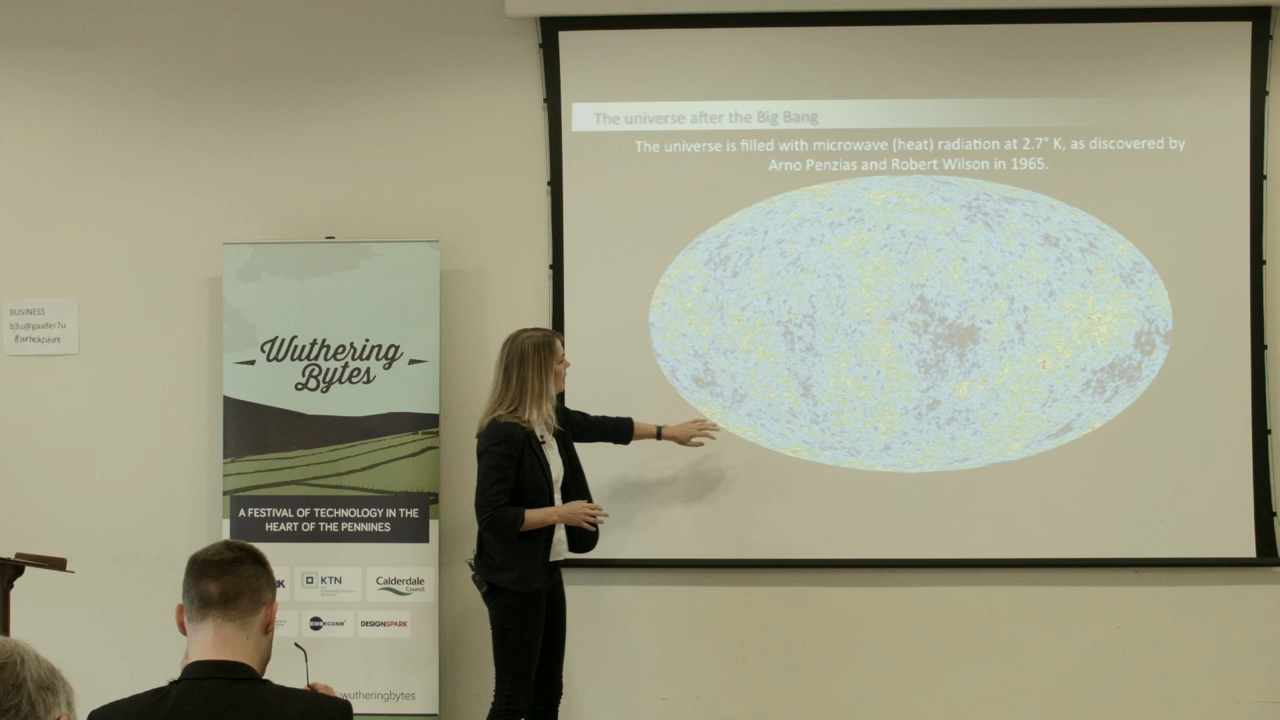 The universe after the Big Bang
The universe is filled with microwave (heat) radiation at 2.7° K, as discovered by
Arno Penzias and Robert Wilson in 1965.
BUSINESS
Wuthering
Bytes
A FESTIVAL OF TECHNOLOGY IN THE
HEART OF THE PENNINES
KTN
Calderdale
Council
EMBECOSM
DESIGNSPARK
wutheringbytes